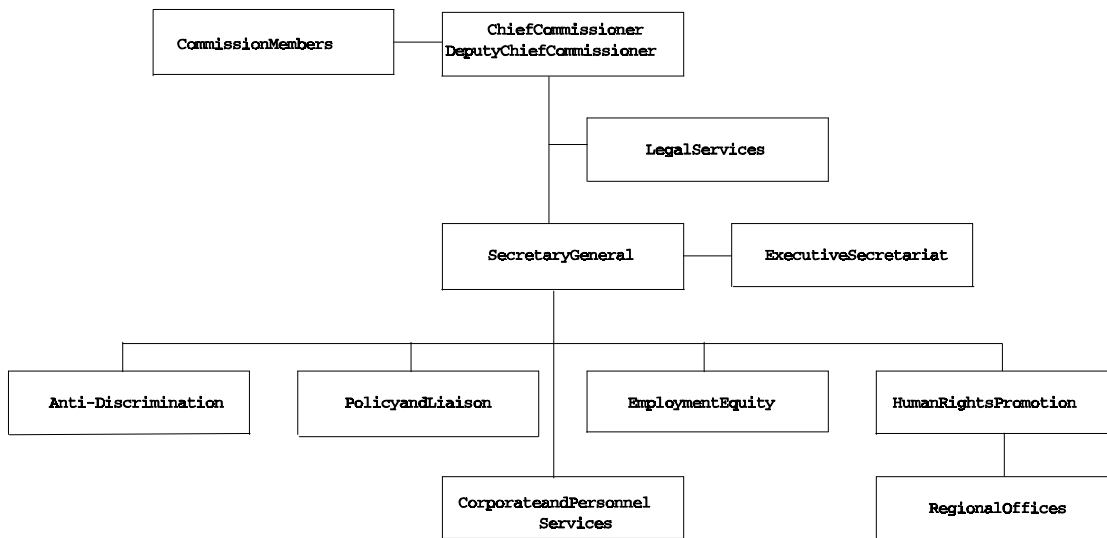 ChiefCommissioner
CommissionMembers
DeputyChiefCommissioner
LegalServices
SecretaryGeneral
ExecutiveSecretariat
Anti-Discrimination
PolicyandLiaison
EmploymentEquity
HumanRightsPromotion
CorporateandPersonnel
Services
RegionalOffices